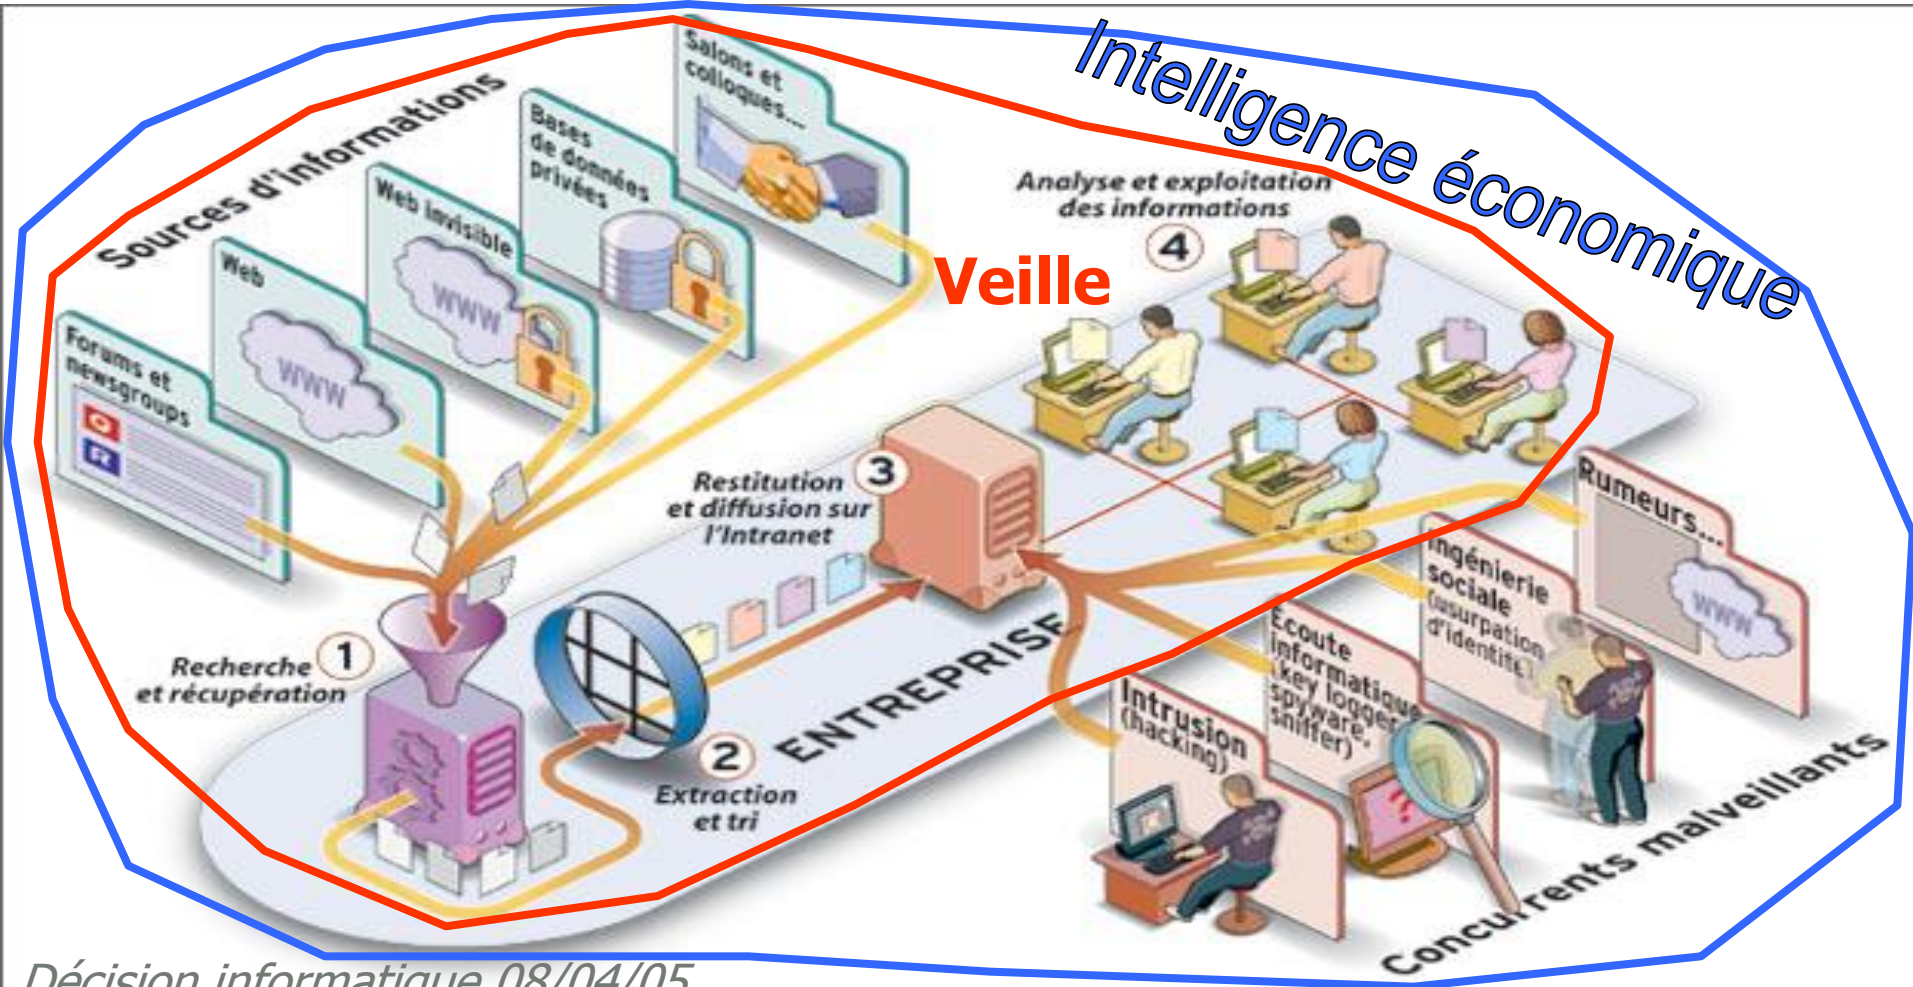 Intelligence économique
Sources d'informations
Salons et
colloques...
Bases
de données
privées
Web invisible
WWW
Web
WWW
Forums et
newsgroups
O
R
Veille
Analyse et exploitation
des informations
4
Restitution
et diffusion sur
l'Intranet
3
Recherche
et récupération
1
2
Extraction
et tri
ENTREPRISE
Rumeurs...
WWW
Ingénierie
sociale
(usurpation
d'identité)
Ecoute
informatique
(key logger,
spyware,
sniffer)
Intrusion
(hacking)
Concurrents malveillants
Décision informatique 08/04/05